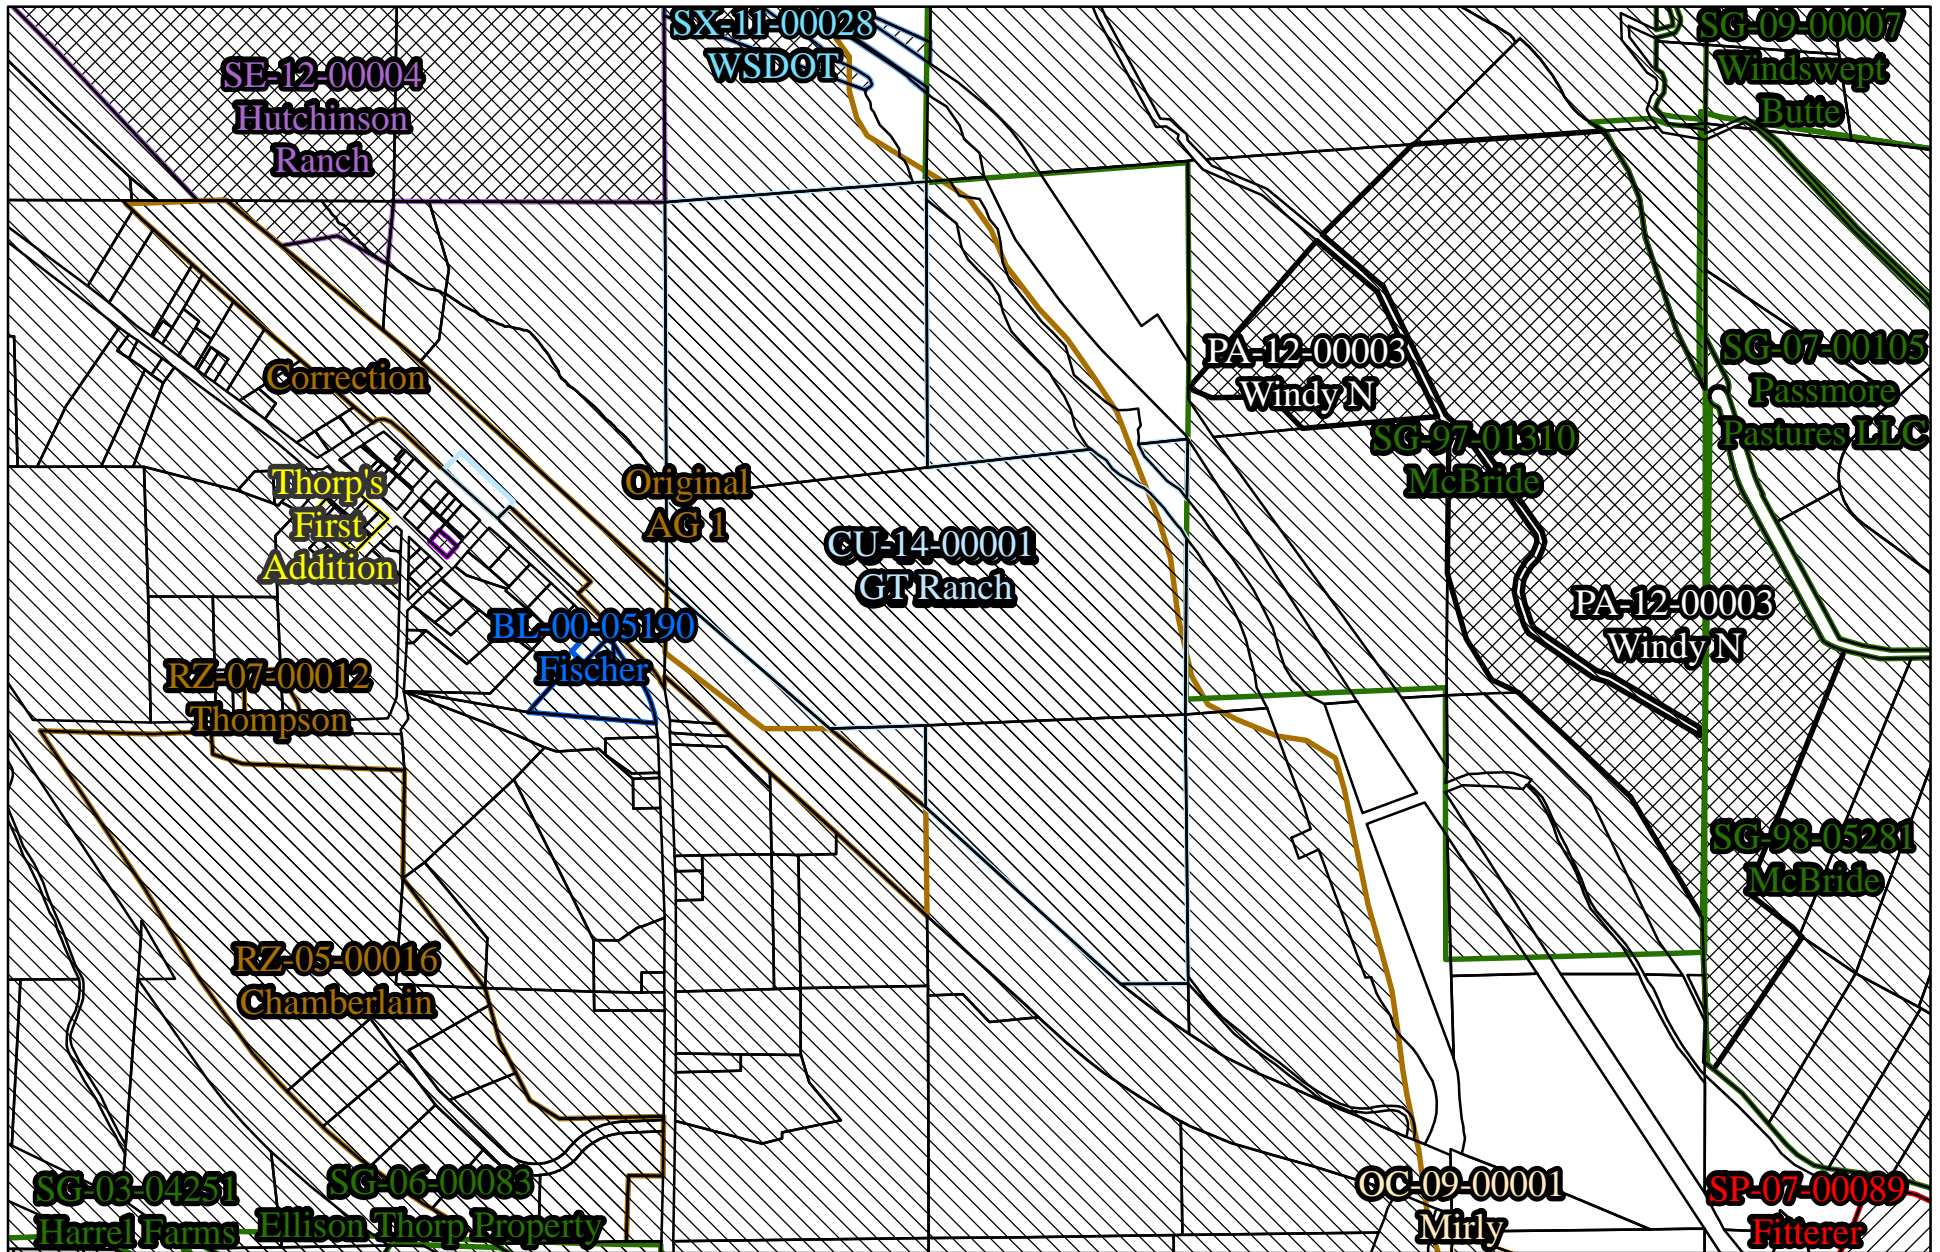 SX-11-00028
WSDOT
SG-09-00007
Windswept
Butte
SE-12-00004
Hutchinson
Ranch
PA-12-00003
Windy N
SG-07-00105
Passmore
Pastures LLC
Correction
SG-97-01310
McBride
Thorp's
First
Addition
Original
AG 1
CU-14-00001
GT Ranch
PA-12-00003
Windy N
BL-00-05190
Fischer
RZ-07-00012
Thompson
SG-98-05281
McBride
RZ-05-00016
Chamberlain
SG-03-04251
Harrel Farms
SG-06-00083
Ellison Thorp Property
OC-09-00001
Mirly
SP-07-00089
Fitterer